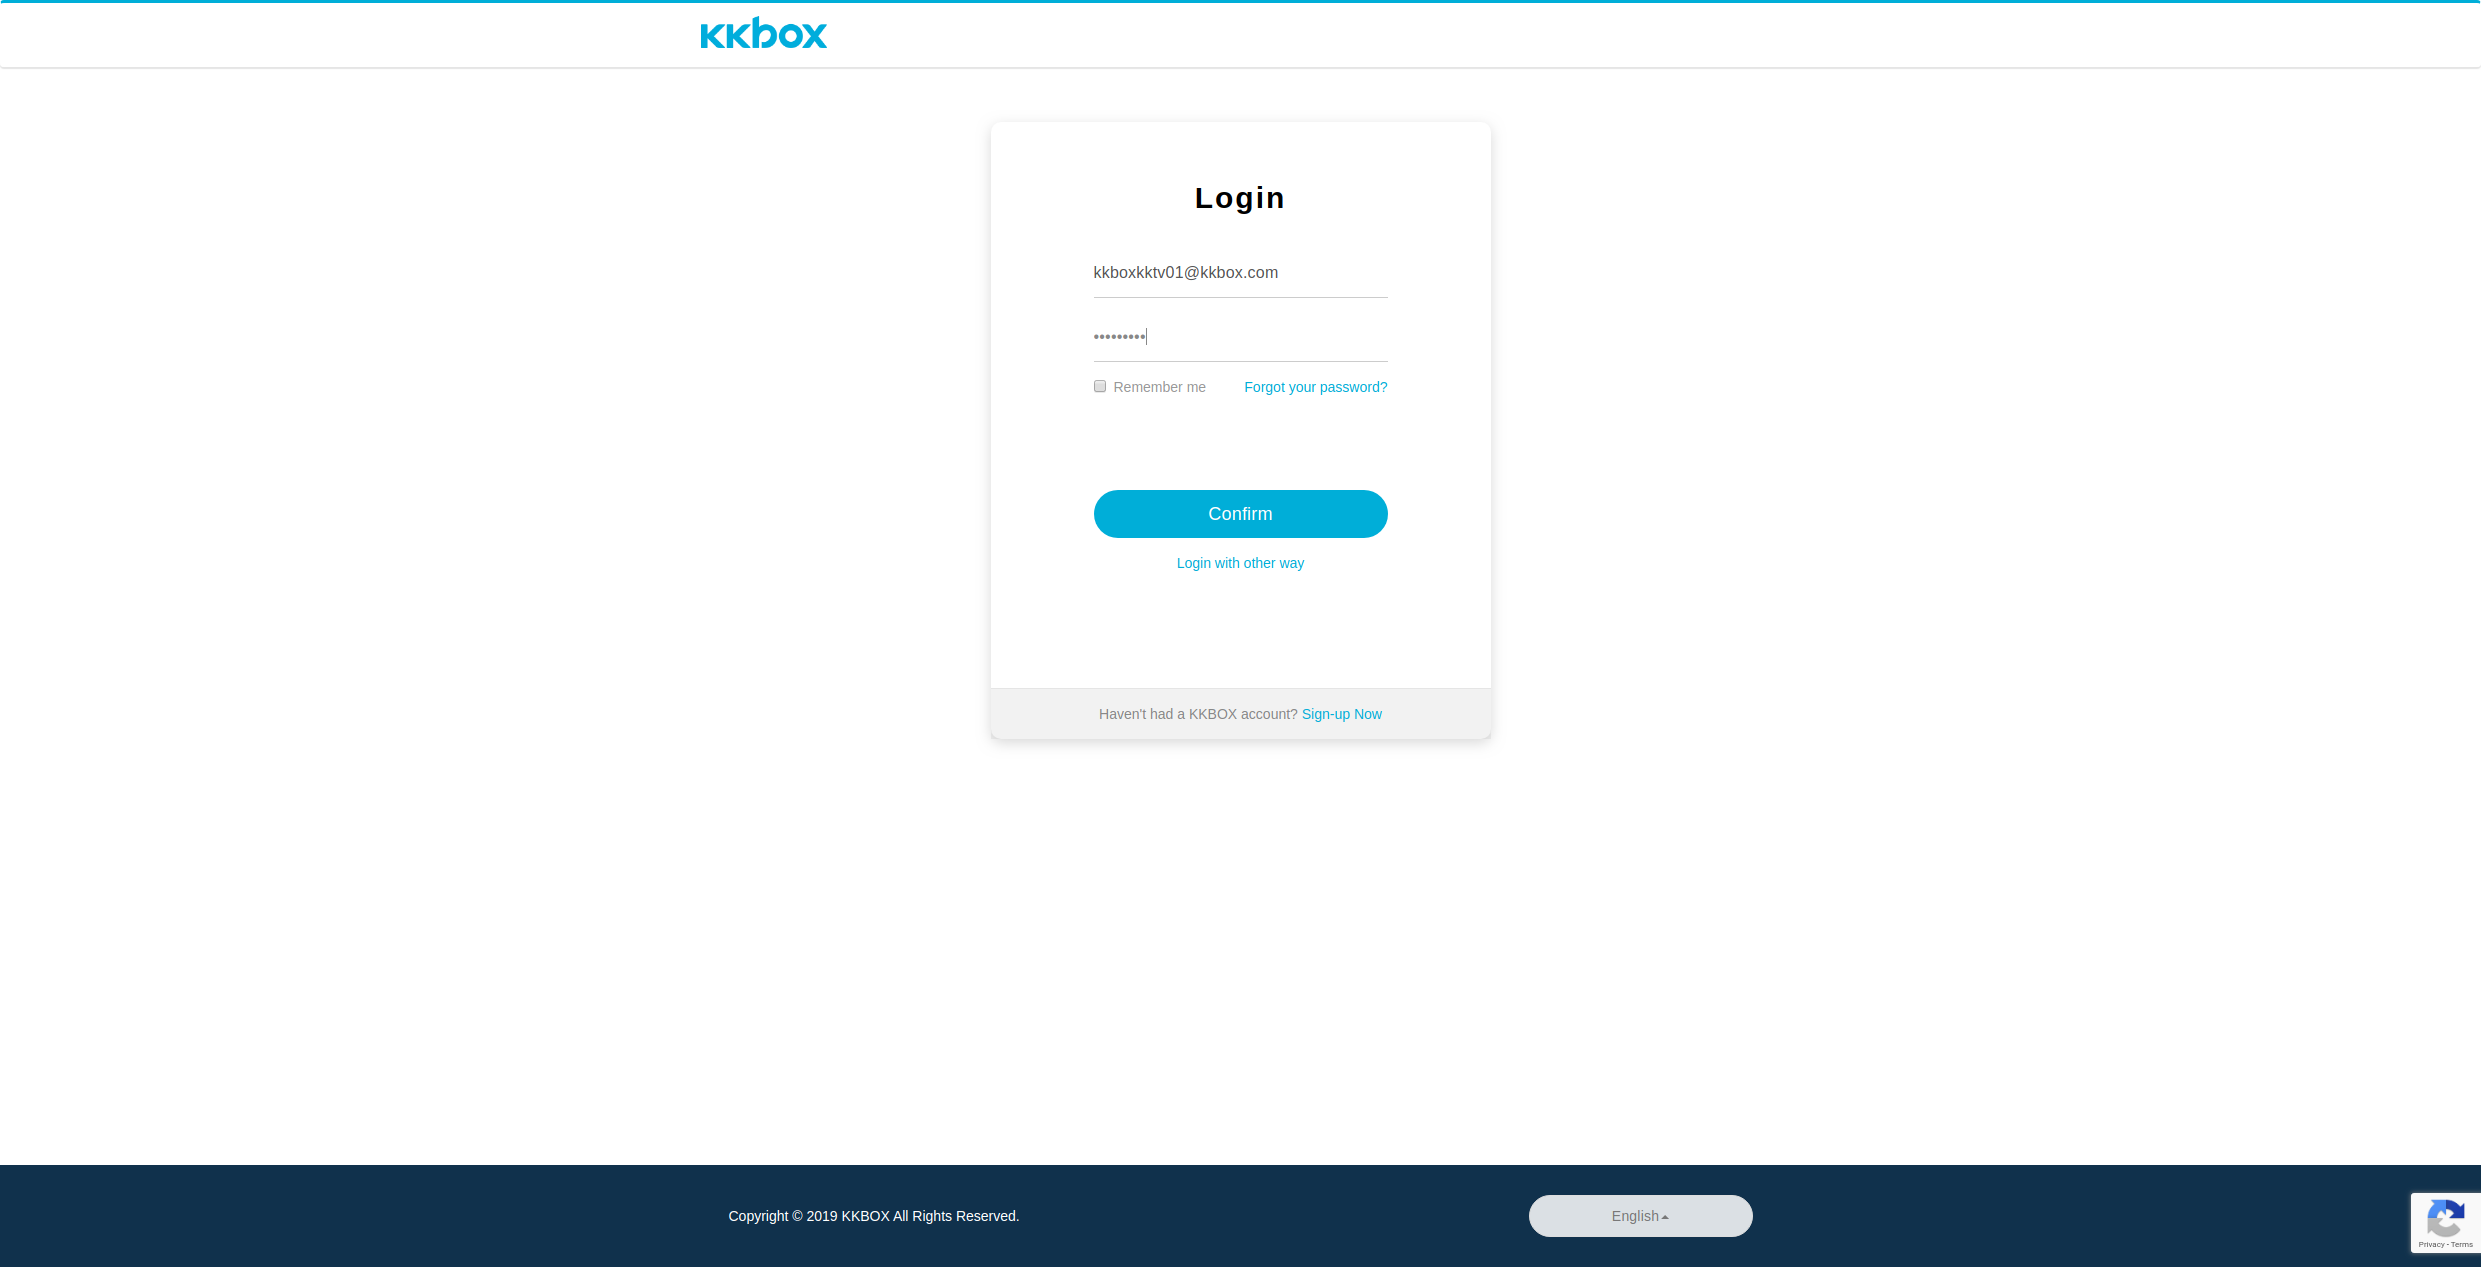 kkbox
Login
kkboxkktv01@kkbox.com
•••••••••
Remember me
Forgot your password?
Confirm
Login with other way
Haven't had a KKBOX account? Sign-up Now
Copyright © 2019 KKBOX All Rights Reserved.
English
Privacy - Terms